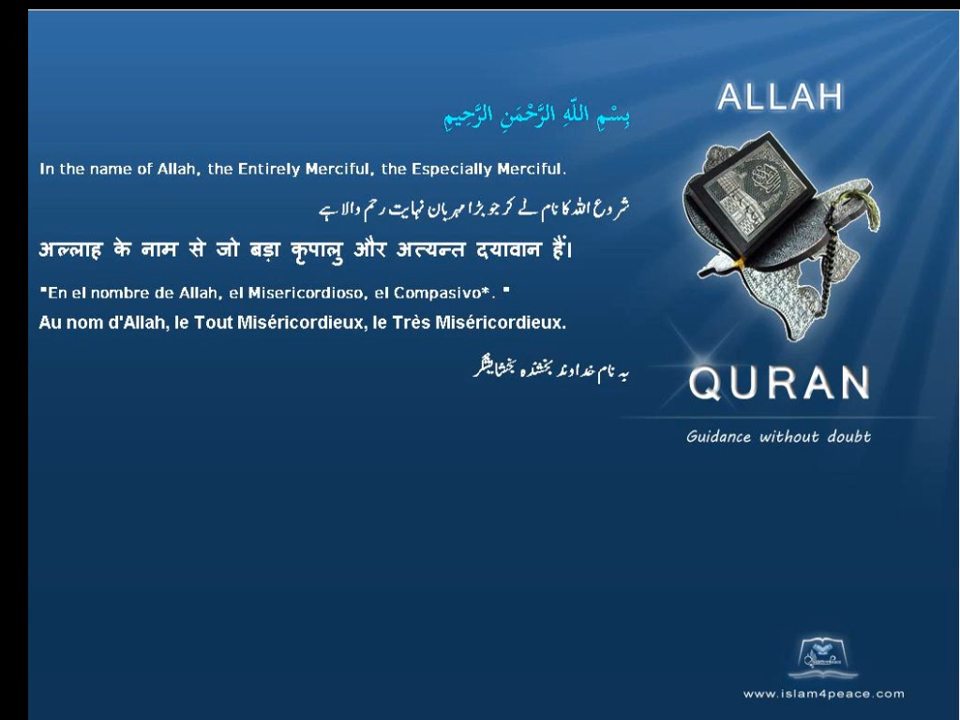 بِسْمِ اللَّهِ الرَّحْمَنِ الرَّحِيمِ
In the name of Allah, the Entirely Merciful, the Especially Merciful.
شروع اللہ کا نام لے کر جو بڑا مہربان نہایت رحم والا ہے
अल्लाह के नाम से जो बड़ा कृपालु और अत्यन्त दयावान हैं।
"En el nombre de Allah, el Misericordioso, el Compasivo*. "
Au nom d'Allah, le Tout Miséricordieux, le Très Miséricordieux.
به نام خداوند بخشنده بخشایشگر
ALLAH
QURAN
Guidance without doubt
www.islam4peace.com